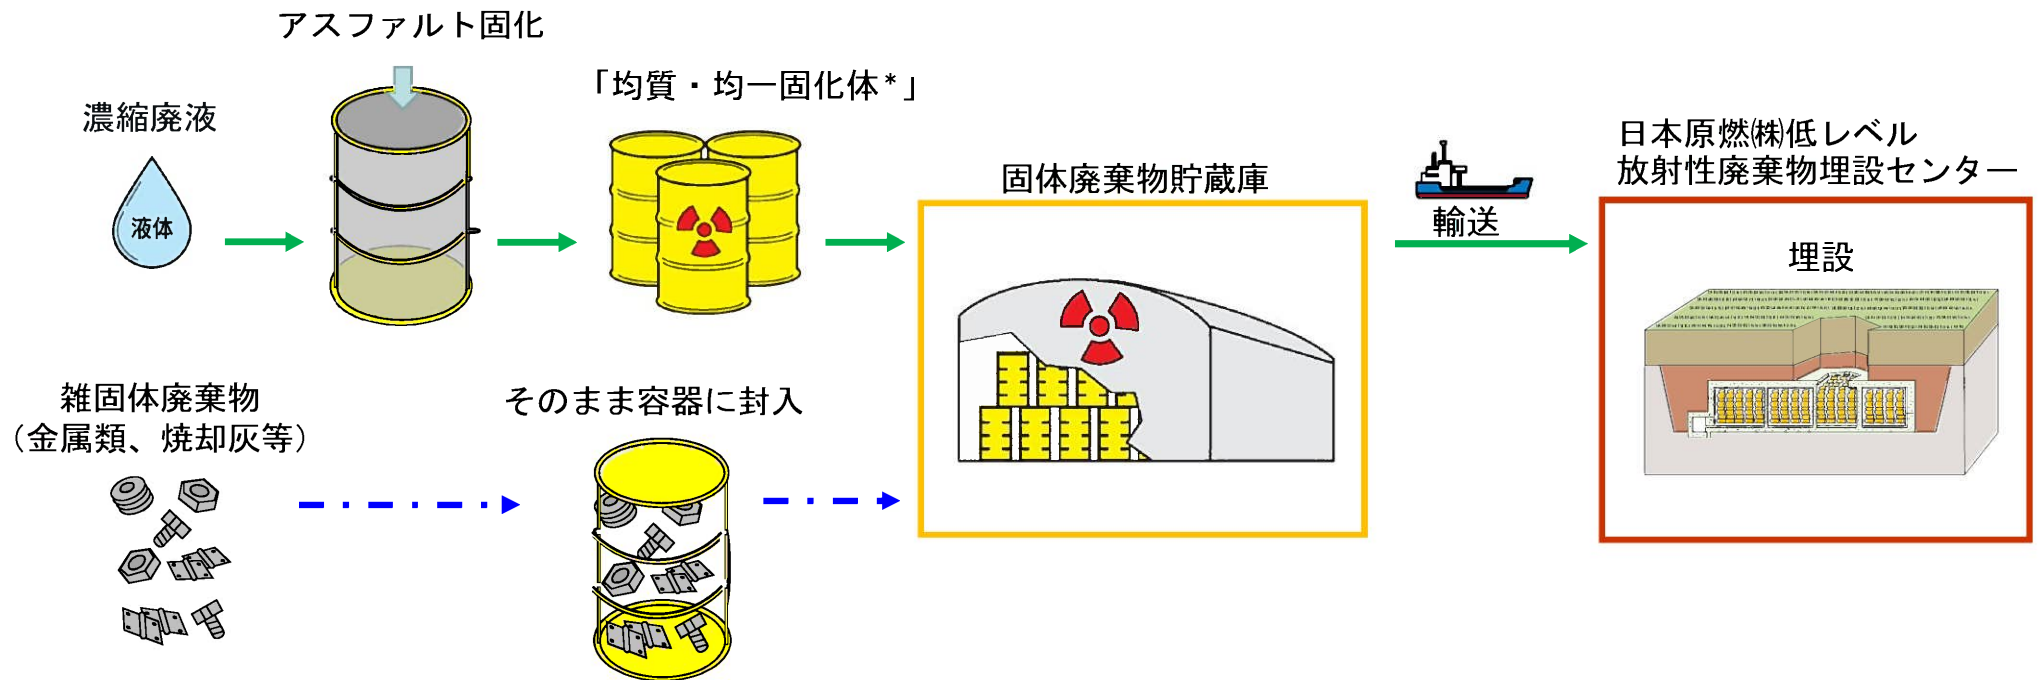 アスファルト固化
濃縮廃液
液体
「均質・均一固化体*」
固体廃棄物貯蔵庫
輸送
日本原燃㈱低レベル
放射性廃棄物埋設センター
埋設
雑固体廃棄物
（金属類、焼却灰等）
そのまま容器に封入